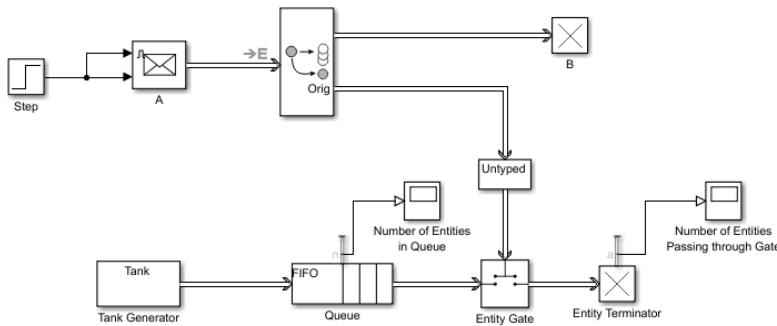 E
Orig
B
A
Step
Untyped
Number of Entities
in Queue
Number of Entities
Passing through Gate
n
a
Tank
FIFO
Tank Generator
Queue
Entity Gate
Entity Terminator